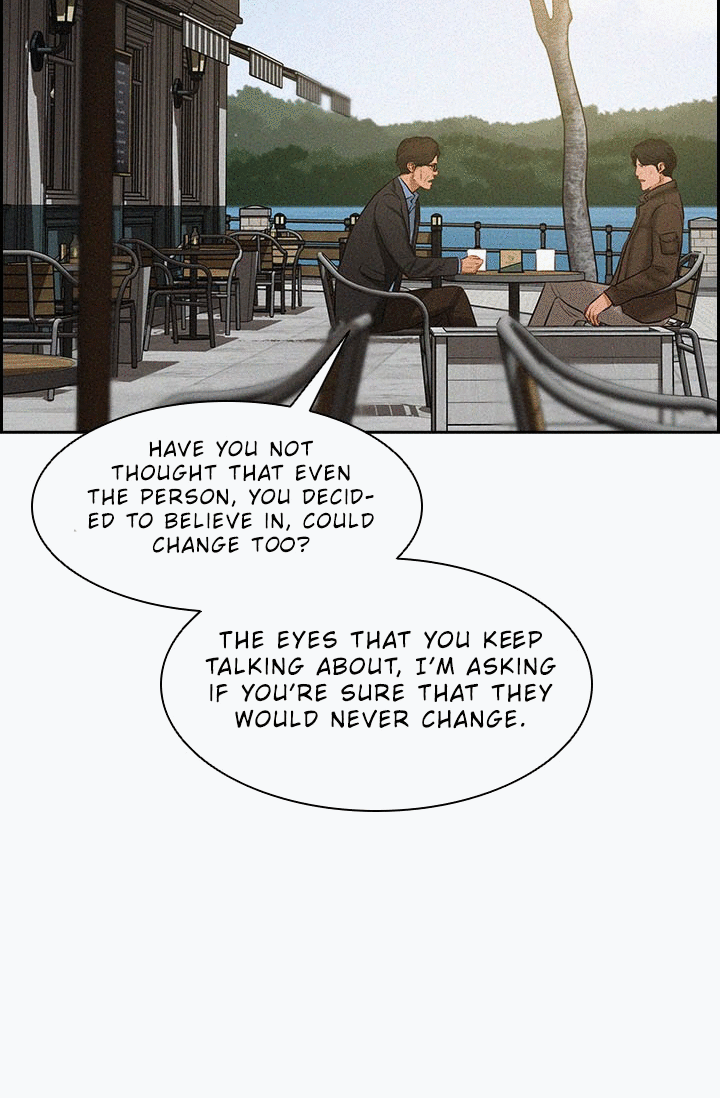 HAVE YOU NOT
THOUGHT THAT EVEN
THE PERSON, YOU DECID-
ED TO BELIEVE IN, COULD
CHANGE TOO?
THE EYES THAT YOU KEEP
TALKING ABOUT, I'M ASKING
IF YOU'RE SURE THAT THEY
WOULD NEVER CHANGE.